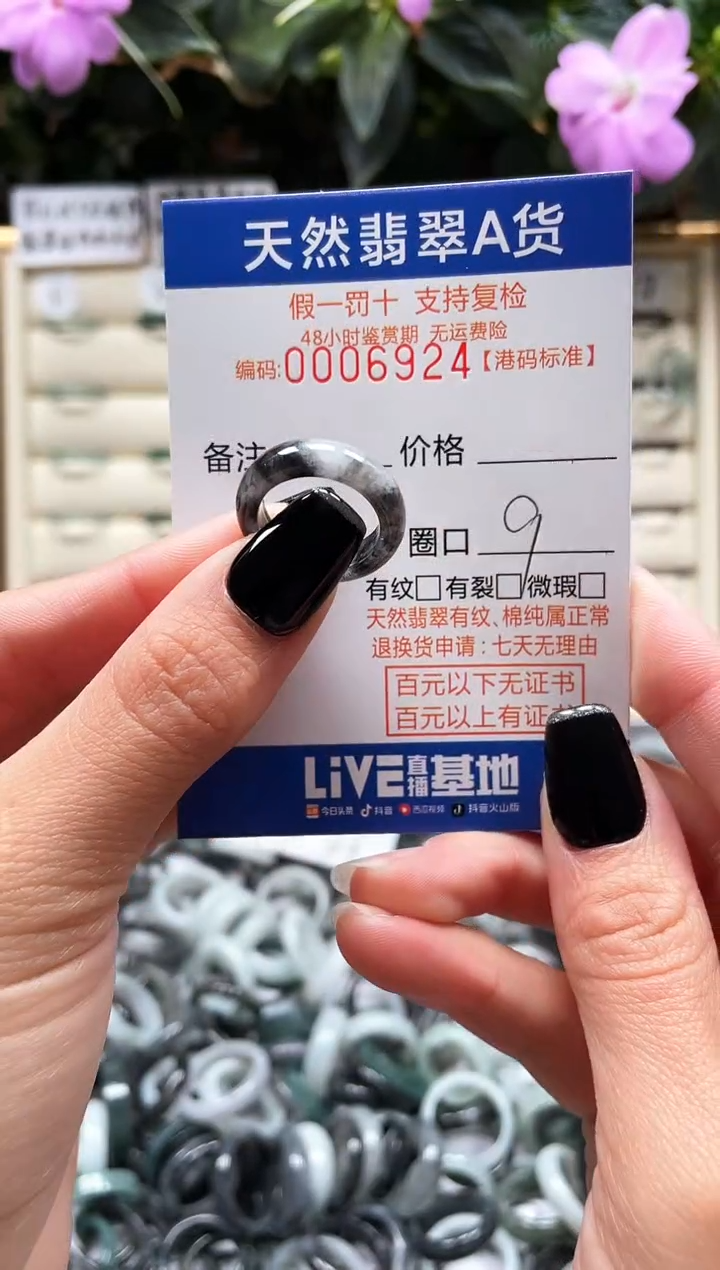 天然翡翠A货
假一罚十 支持复检
48小时鉴赏期 无运费险
编码:0006924【港码标准】
备注 价格
圈口 9
有纹□有裂□微瑕□
天然翡翠有纹、棉纯属正常
退换货申请:七天无理由
百元以下无证书
百元以上有证
LiVE直播基地
今日头条 抖音 西瓜视频 抖音火山版